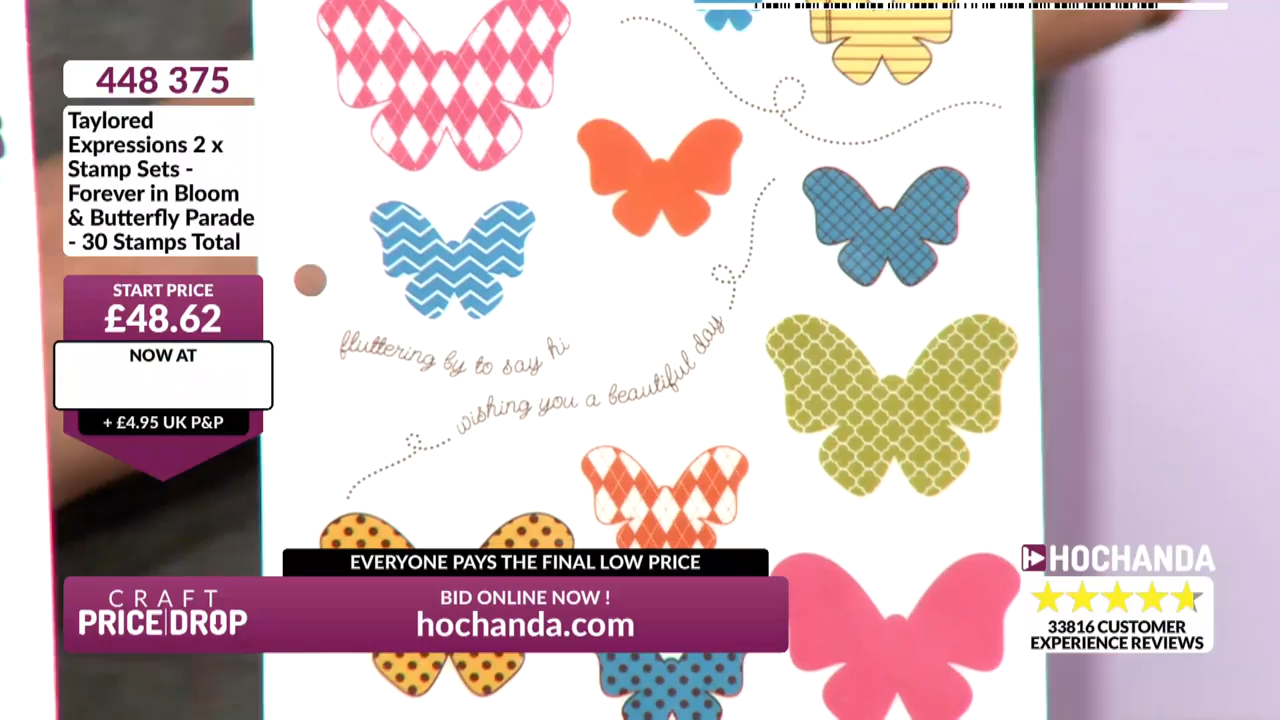 448 375
Taylored
Expressions 2 x
Stamp Sets -
Forever in Bloom
& Butterfly Parade
- 30 Stamps Total
START PRICE
£48.62
NOW AT
+ £4.95 UK P&P
fluttering by to say hi
wishing you a beautiful day
EVERYONE PAYS THE FINAL LOW PRICE
CRAFT
PRICE DROP
BID ONLINE NOW !
hochanda.com
HOCHANDA
33816 CUSTOMER
EXPERIENCE REVIEWS